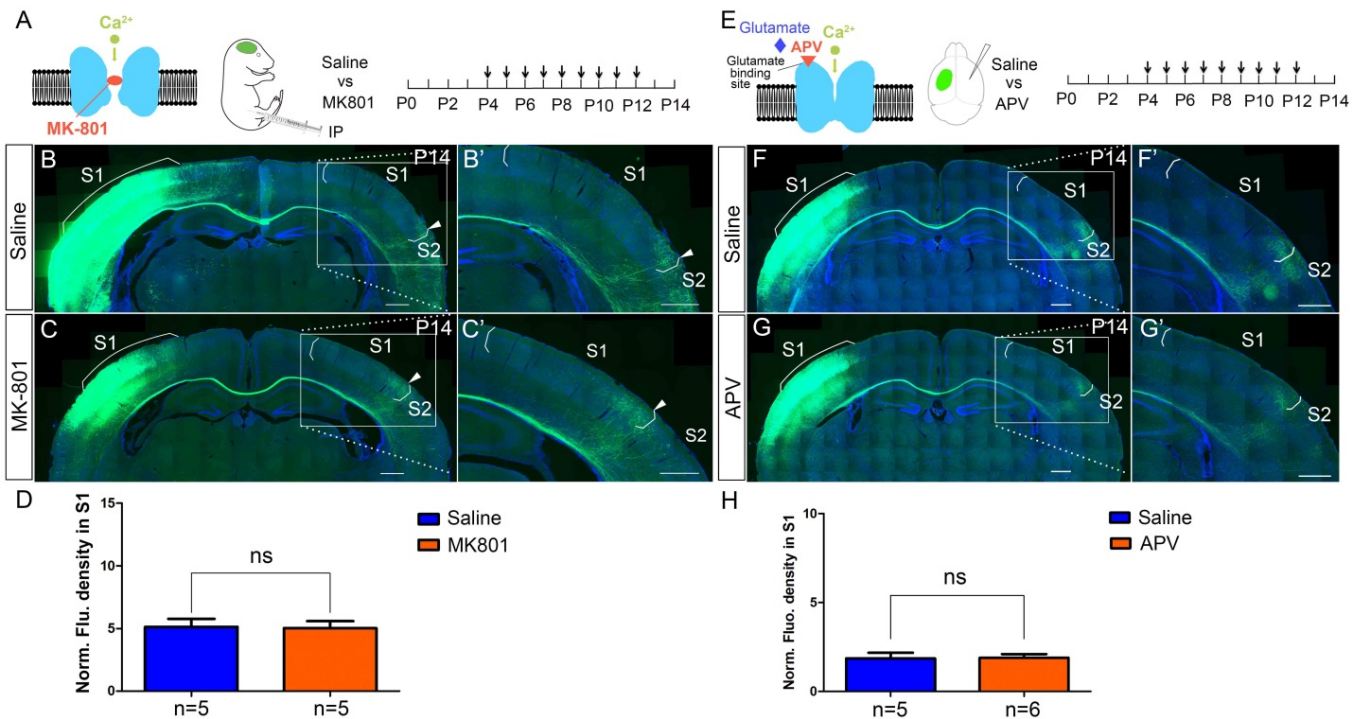 A
Ca²⁺
MK-801
Saline
vs
MK801
IP
P0 P2 P4 P6 P8 P10 P12 P14
E
Glutamate
APV
Ca²⁺
Glutamate
binding
site
Saline
vs
APV
P0 P2 P4 P6 P8 P10 P12 P14
Saline
B
S1
P14
S1
S2
B'
S1
S2
MK-801
C
S1
P14
S1
S2
C'
S1
S2
Saline
F
S1
P14
S1
S2
F'
S1
S2
APV
G
S1
P14
S1
S2
G'
S1
S2
D
Norm. Flu. density in S1
15
10
5
0
ns
n=5 n=5
Saline
MK801
H
Norm. Fluo. density in S1
10
5
0
ns
n=5 n=6
Saline
APV